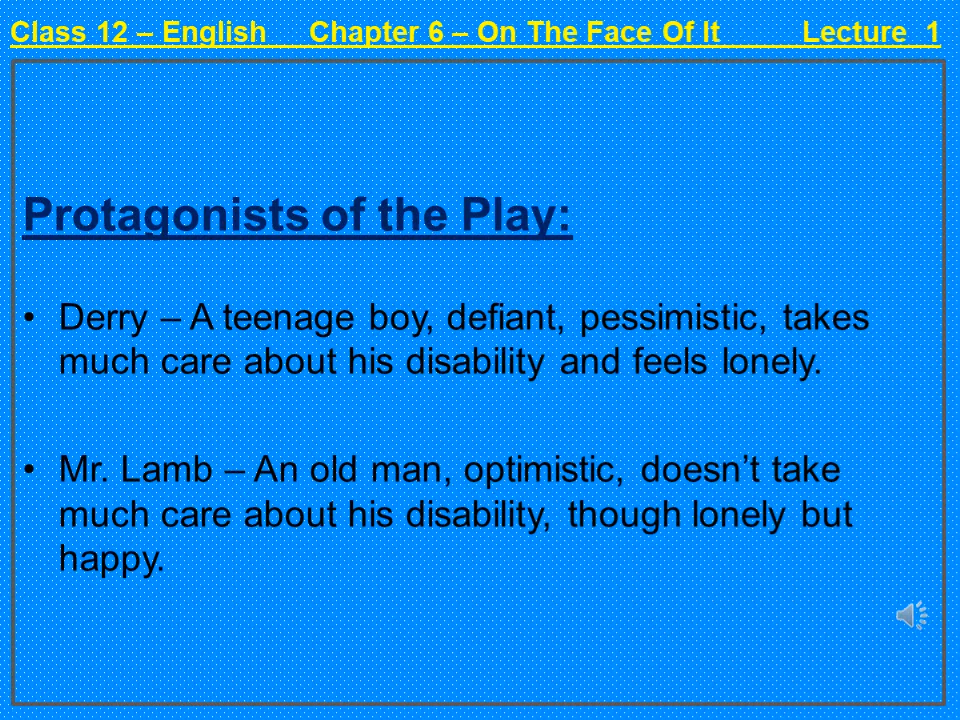 Class 12 – English Chapter 6 – On The Face Of It Lecture 1
Protagonists of the Play:
• Derry – A teenage boy, defiant, pessimistic, takes
much care about his disability and feels lonely.
• Mr. Lamb – An old man, optimistic, doesn’t take
much care about his disability, though lonely but
happy.